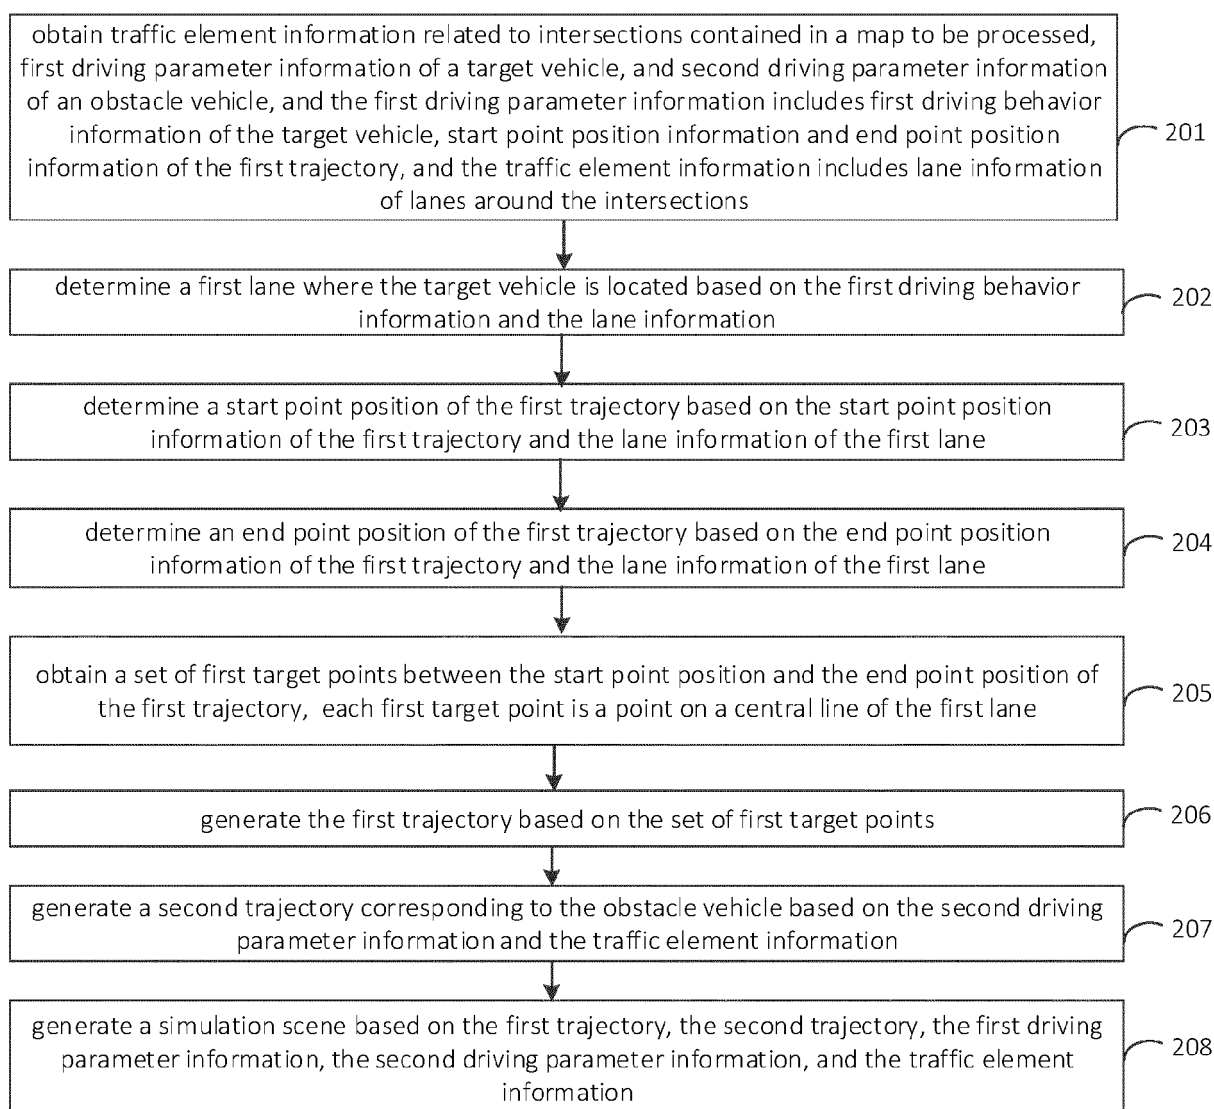 obtain traffic element information related to intersections contained in a map to be processed,
first driving parameter information of a target vehicle, and second driving parameter information
of an obstacle vehicle, and the first driving parameter information includes first driving behavior
information of the target vehicle, start point position information and end point position
information of the first trajectory, and the traffic element information includes lane information
of lanes around the intersections
201
determine a first lane where the target vehicle is located based on the first driving behavior
information and the lane information
202
determine a start point position of the first trajectory based on the start point position
information of the first trajectory and the lane information of the first lane
203
determine an end point position of the first trajectory based on the end point position
information of the first trajectory and the lane information of the first lane
204
obtain a set of first target points between the start point position and the end point position of
the first trajectory, each first target point is a point on a central line of the first lane
205
generate the first trajectory based on the set of first target points
206
generate a second trajectory corresponding to the obstacle vehicle based on the second driving
parameter information and the traffic element information
207
generate a simulation scene based on the first trajectory, the second trajectory, the first driving
parameter information, the second driving parameter information, and the traffic element
information
208